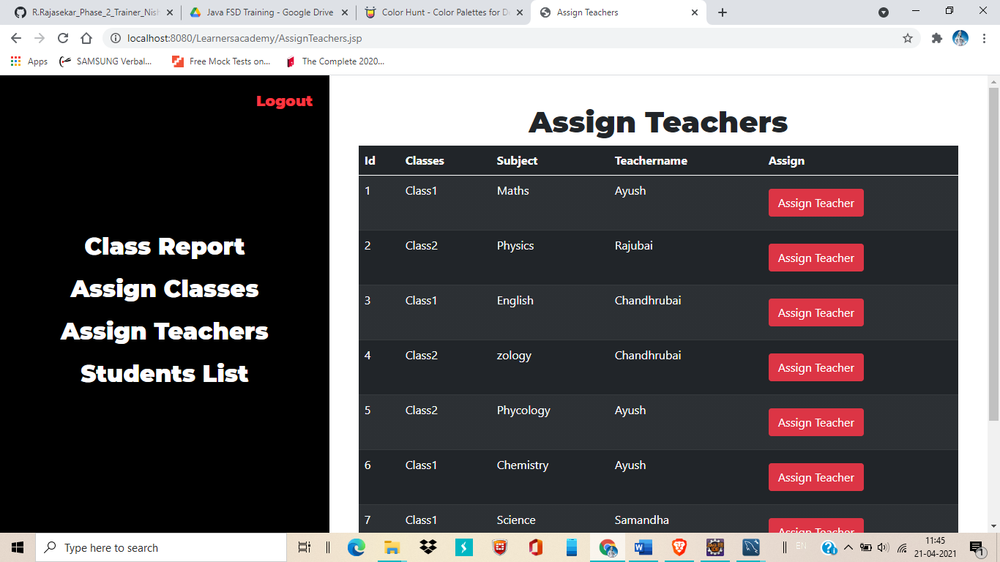 R.Rajasekar_Phase_2_Trainer_Nish
Java FSD Training - Google Drive
Color Hunt - Color Palettes for De
Assign Teachers
localhost:8080/Learnersacademy/AssignTeachers.jsp
Apps
SAMSUNG Verbal...
Free Mock Tests on...
The Complete 2020...
Logout
Class Report
Assign Classes
Assign Teachers
Students List
Assign Teachers
Id Classes Subject Teachername Assign
1 Class1 Maths Ayush Assign Teacher
2 Class2 Physics Rajubai Assign Teacher
3 Class1 English Chandhrubai Assign Teacher
4 Class2 zology Chandhrubai Assign Teacher
5 Class2 Phycology Ayush Assign Teacher
6 Class1 Chemistry Ayush Assign Teacher
7 Class1 Science Samandha Assign Teacher
Type here to search
EN
11:45
21-04-2021
1